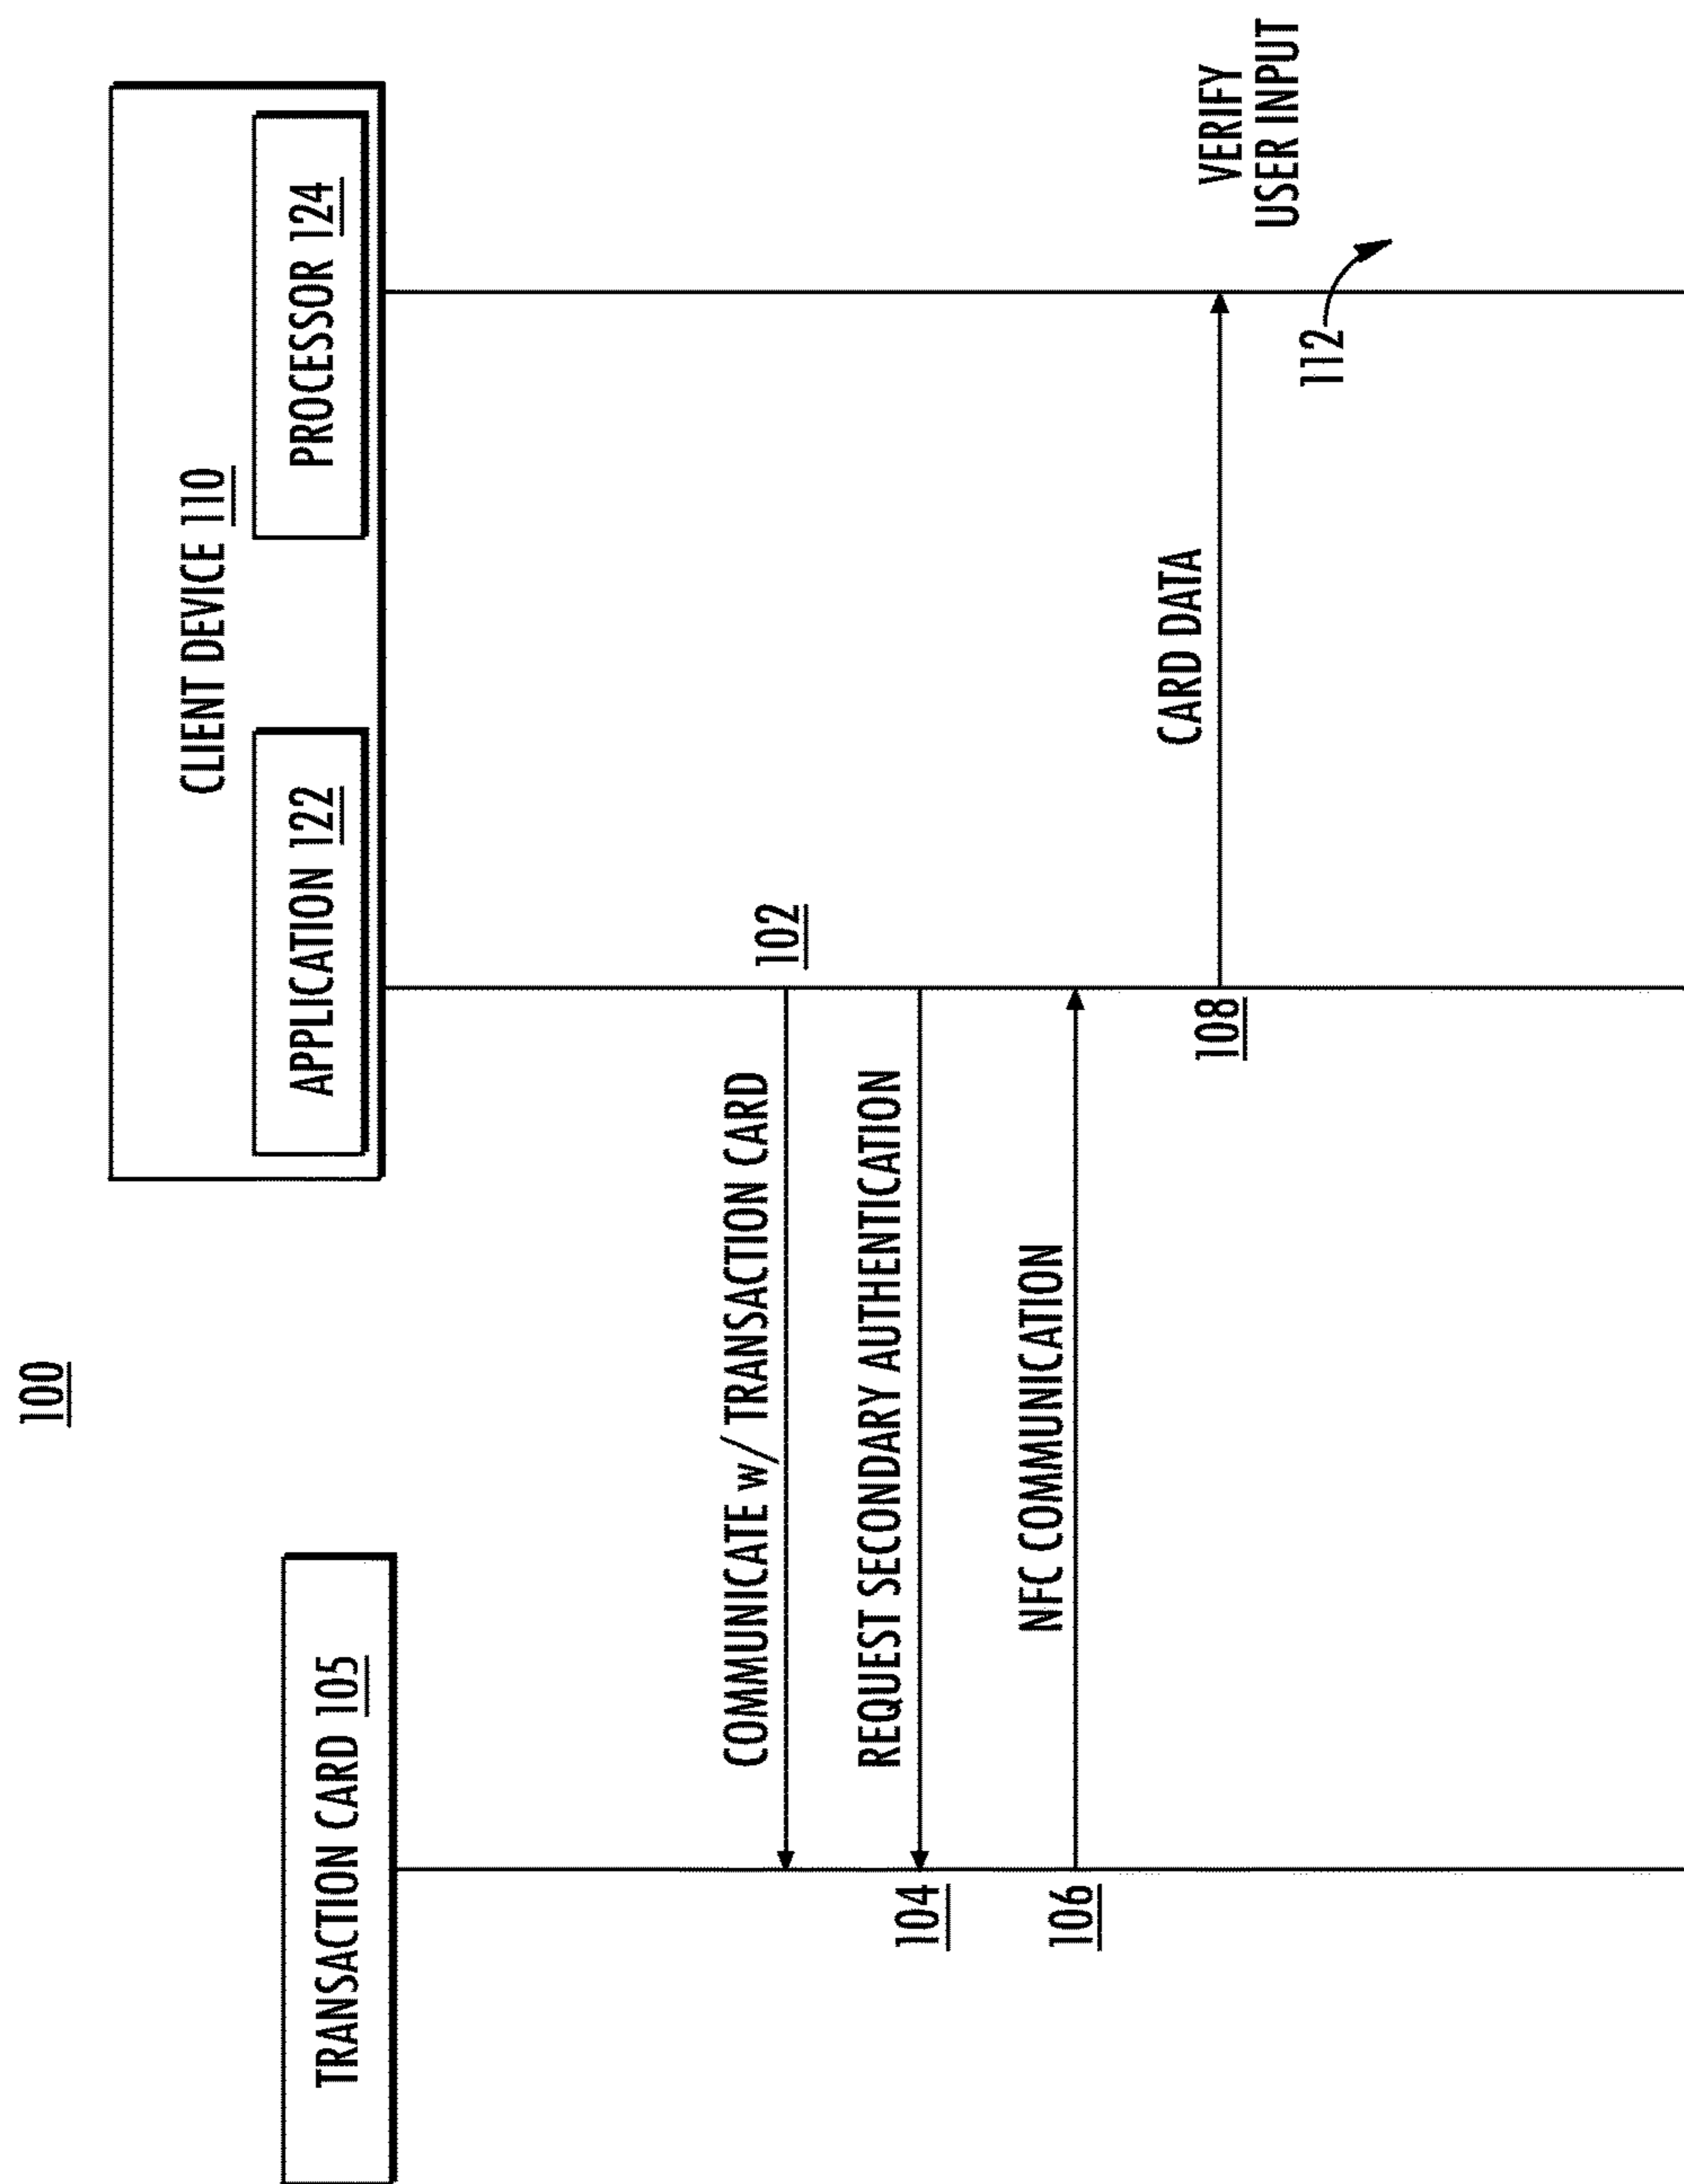 100
TRANSACTION CARD 105
CLIENT DEVICE 110
APPLICATION 122
PROCESSOR 124
COMMUNICATE w/ TRANSACTION CARD
102
REQUEST SECONDARY AUTHENTICATION
104
NFC COMMUNICATION
106
CARD DATA
108
VERIFY
USER INPUT
112